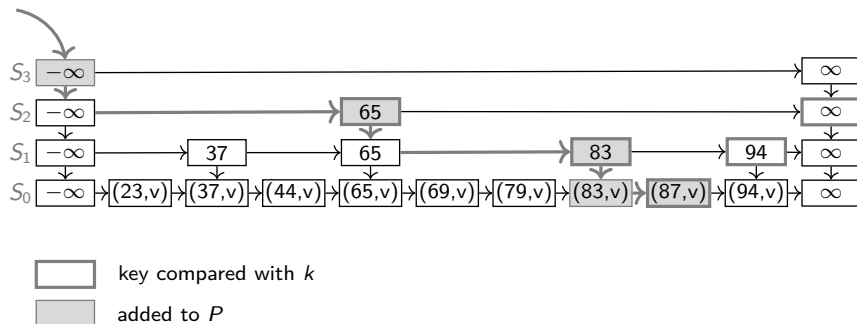 S₃ −∞ ∞
S₂ −∞ 65 ∞
S₁ −∞ 37 65 83 94 ∞
S₀ −∞ (23,v) (37,v) (44,v) (65,v) (69,v) (79,v) (83,v) (87,v) (94,v) ∞
key compared with k
added to P